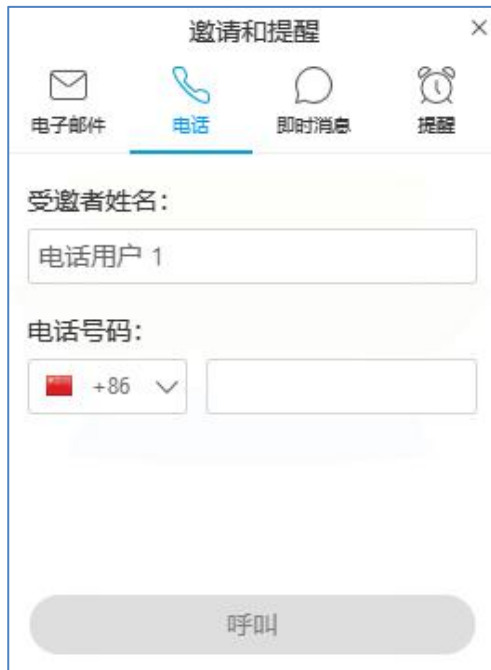 邀请和提醒
电子邮件 电话 即时消息 提醒
受邀者姓名：
电话用户 1
电话号码：
+86
呼叫